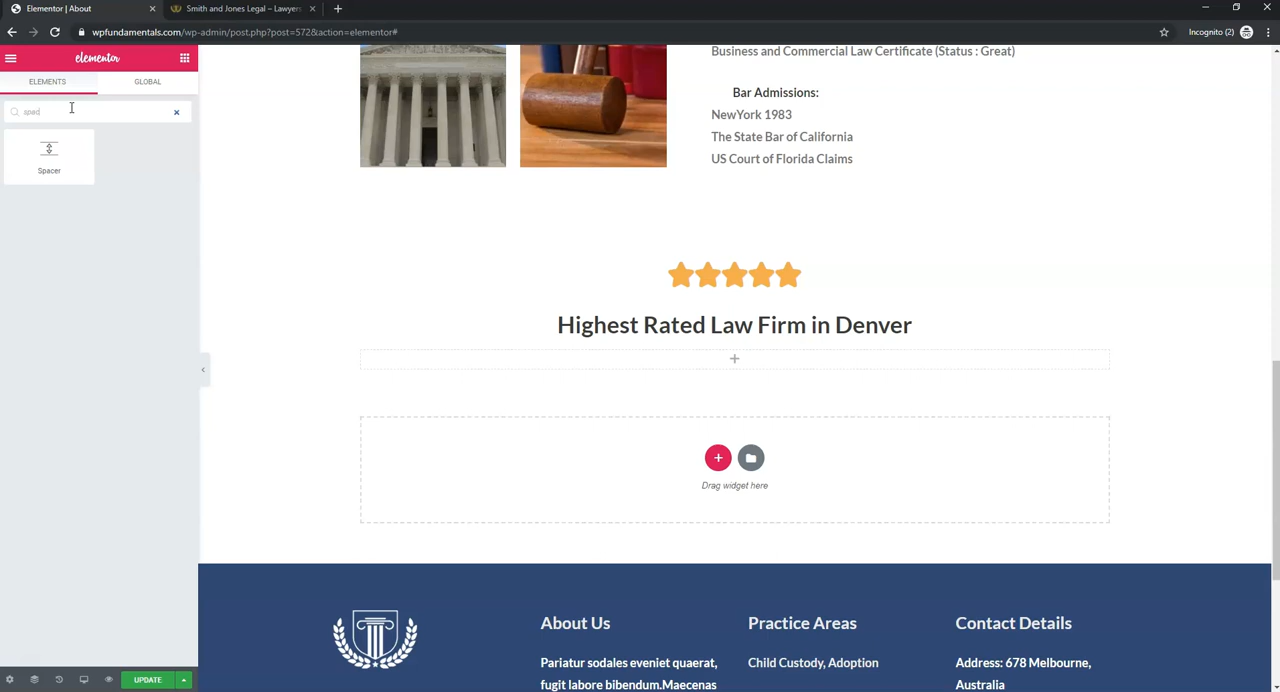 Elementor | About
Smith and Jones Legal – Lawyers
wpfundamentals.com/wp-admin/post.php?post=572&action=elementor#
Incognito (2)
elementor
ELEMENTS
GLOBAL
Spacer
UPDATE
Business and Commercial Law Certificate (Status : Great)
Bar Admissions:
NewYork 1983
The State Bar of California
US Court of Florida Claims
Highest Rated Law Firm in Denver
Drag widget here
About Us
Pariatur sodales eveniet quaerat,
fugit labore bibendum.Maecenas
Practice Areas
Child Custody, Adoption
Contact Details
Address: 678 Melbourne,
Australia